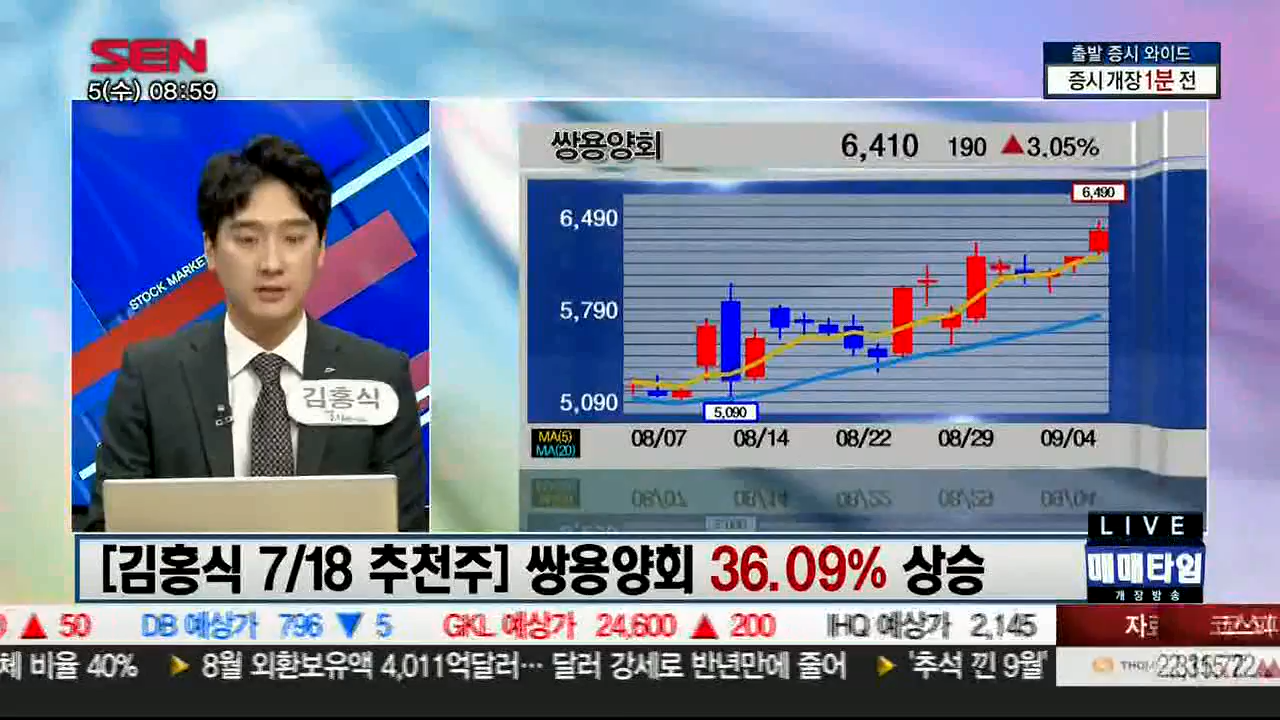 SEN
5(수) 08:59
출발 증시 와이드
증시 개장 1분 전
STOCK MARKE
김홍식
쌍용양회 6,410 190 ▲3.05%
6,490
6,490
5,790
5,090
5,090
MA(5)
MA(20)
08/07 08/14 08/22 08/29 09/04
LIVE
매매타임
개장방송
[김홍식 7/18 추천주] 쌍용양회 36.09% 상승
▲ 50 DB 예상가 796 ▼ 5 GKL 예상가 24,600 ▲ 200 IHQ 예상가 2,145
체 비율 40% ▶ 8월 외환보유액 4,011억달러… 달러 강세로 반년만에 줄어 ▶ '추석 낀 9월'